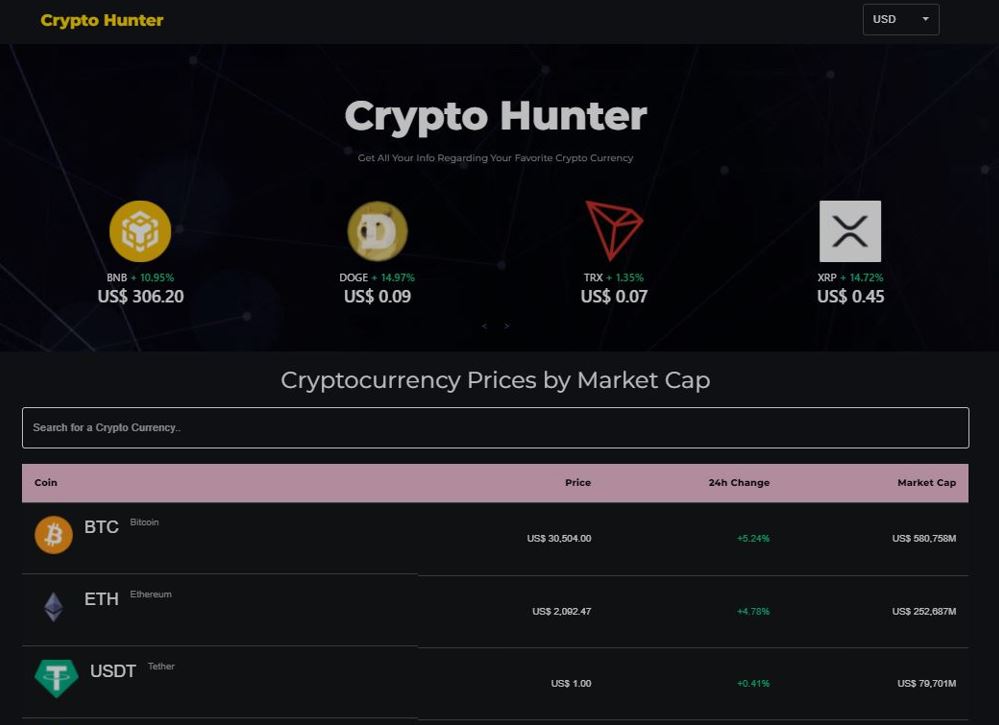 Crypto Hunter
USD
Crypto Hunter
Get All Your Info Regarding Your Favorite Crypto Currency
BNB + 10.95%
US$ 306.20
DOGE + 14.97%
US$ 0.09
TRX + 1.35%
US$ 0.07
XRP + 14.72%
US$ 0.45
< >
Cryptocurrency Prices by Market Cap
Search for a Crypto Currency..
Coin Price 24h Change Market Cap
BTC Bitcoin US$ 30,504.00 +5.24% US$ 580,758M
ETH Ethereum US$ 2,092.47 +4.78% US$ 252,687M
USDT Tether US$ 1.00 +0.41% US$ 79,701M